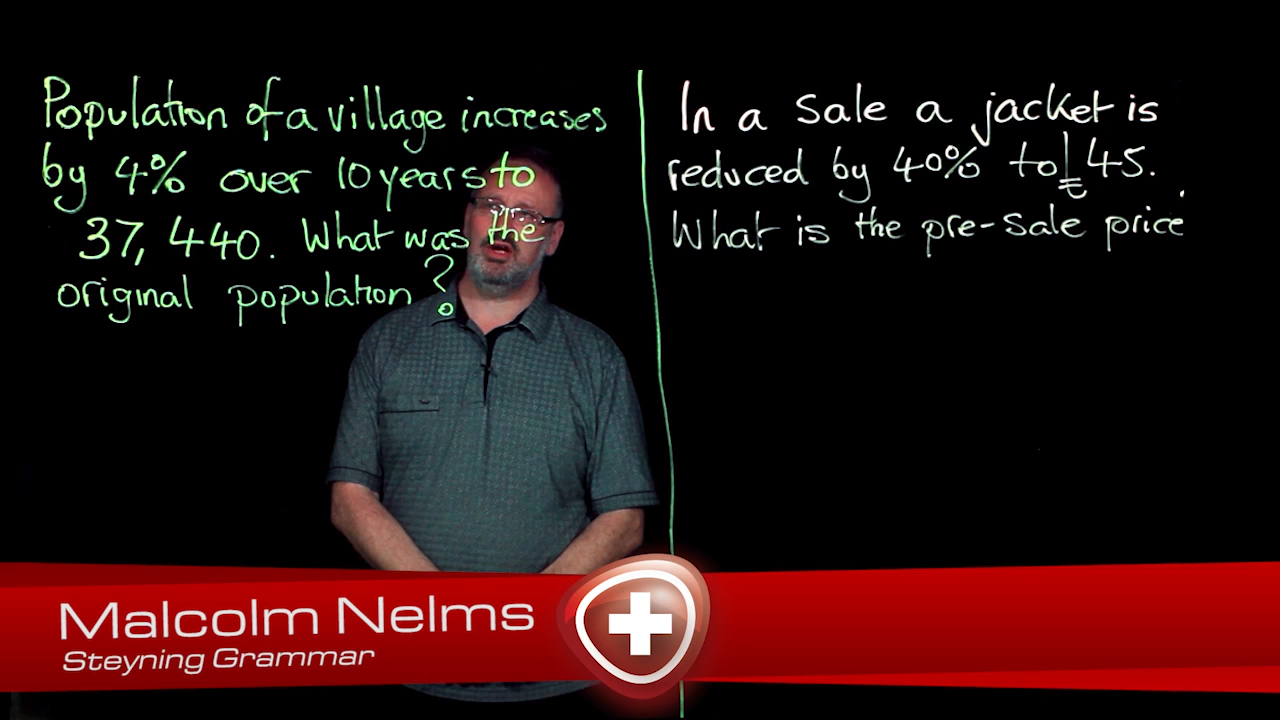 Population of a village increases
by 4% over 10 years to
37,440. What was the
original population?
In a sale a jacket is
reduced by 40% to £45.
What is the pre-sale price
Malcolm Nelms
Steyning Grammar